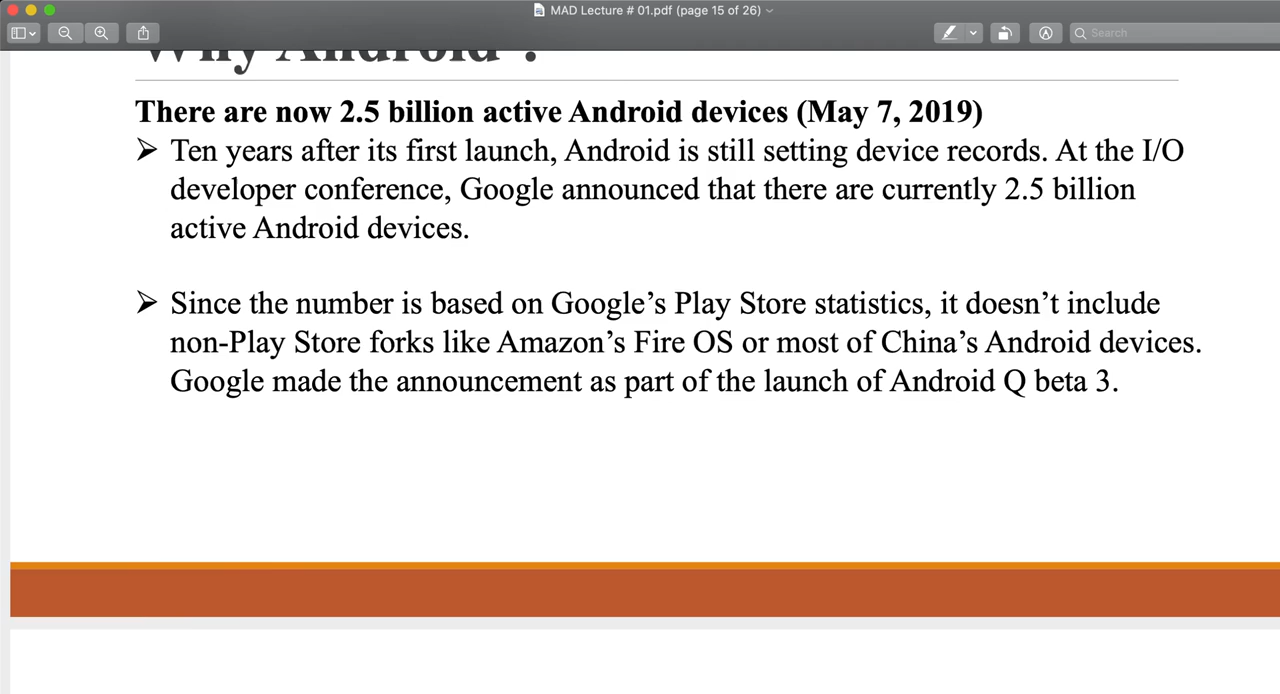 MAD Lecture # 01.pdf (page 15 of 26)
Search
Why Android ?
There are now 2.5 billion active Android devices (May 7, 2019)
➢ Ten years after its first launch, Android is still setting device records. At the I/O
developer conference, Google announced that there are currently 2.5 billion
active Android devices.
➢ Since the number is based on Google’s Play Store statistics, it doesn’t include
non-Play Store forks like Amazon’s Fire OS or most of China’s Android devices.
Google made the announcement as part of the launch of Android Q beta 3.